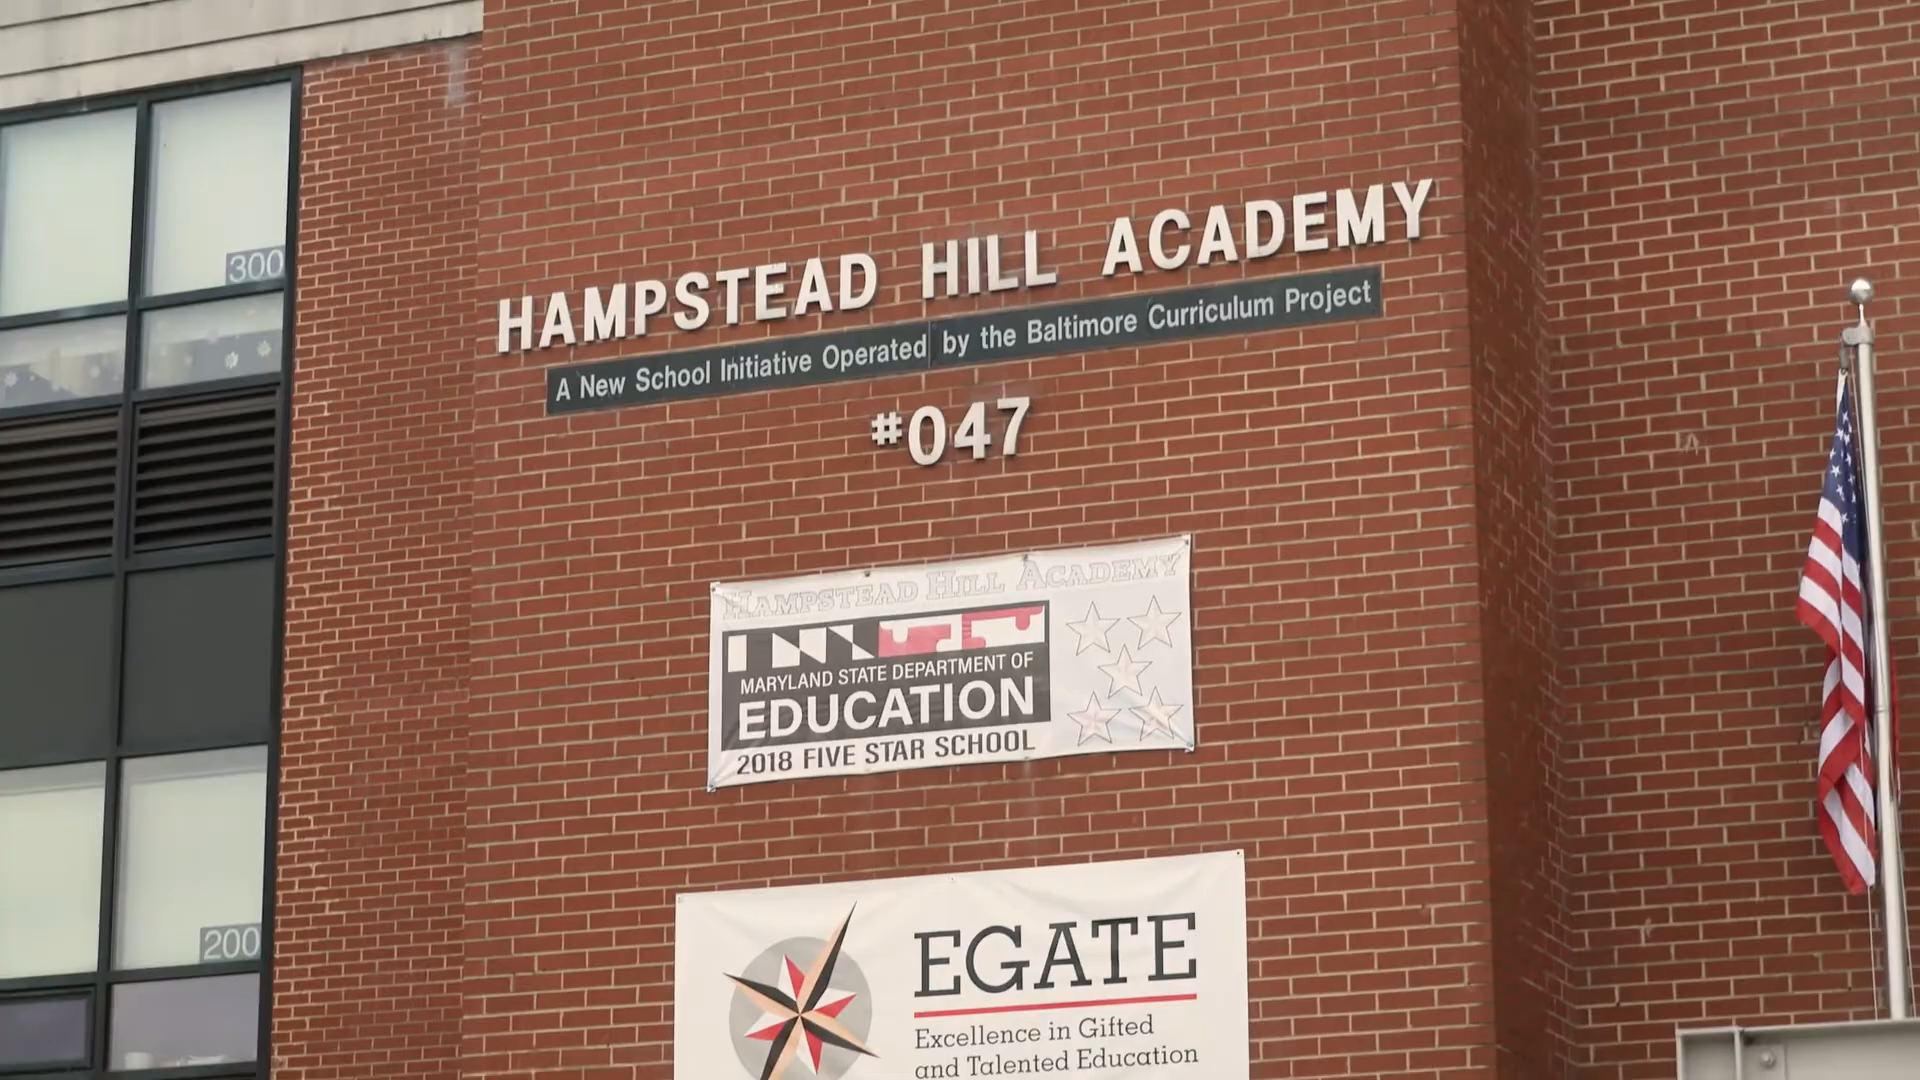 300
HAMPSTEAD HILL ACADEMY
A New School Initiative Operated by the Baltimore Curriculum Project
#047
HAMPSTEAD HILL ACADEMY
MARYLAND STATE DEPARTMENT OF
EDUCATION
2018 FIVE STAR SCHOOL
200
EGATE
Excellence in Gifted
and Talented Education